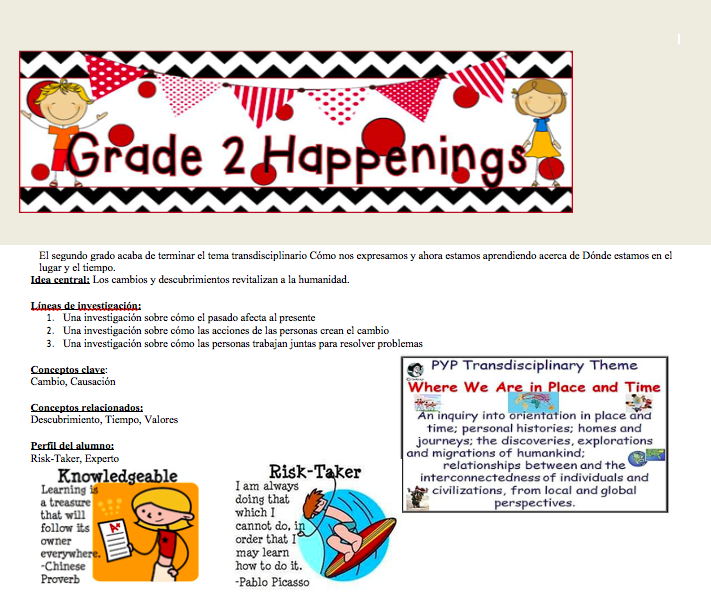 1
Grade 2 Happenings
El segundo grado acaba de terminar el tema transdisciplinario Cómo nos expresamos y ahora estamos aprendiendo acerca de Dónde estamos en el
lugar y el tiempo.
Idea central: Los cambios y descubrimientos revitalizan a la humanidad.
Líneas de investigación:
1. Una investigación sobre cómo el pasado afecta al presente
2. Una investigación sobre cómo las acciones de las personas crean el cambio
3. Una investigación sobre cómo las personas trabajan juntas para resolver problemas
Conceptos clave:
Cambio, Causación
Conceptos relacionados:
Descubrimiento, Tiempo, Valores
Perfil del alumno:
Risk-Taker, Experto
Knowledgeable
Learning is
a treasure
that will
follow its
owner
everywhere.
-Chinese
Proverb
A+
Risk-Taker
I am always
doing that
which I
cannot do, in
order that I
may learn
how to do it.
-Pablo Picasso
PYP Transdisciplinary Theme
Where We Are in Place and Time
An inquiry into orientation in place and
time; personal histories; homes and
journeys; the discoveries, explorations
and migrations of humankind;
relationships between and the
interconnectedness of individuals and
civilizations, from local and global
perspectives.